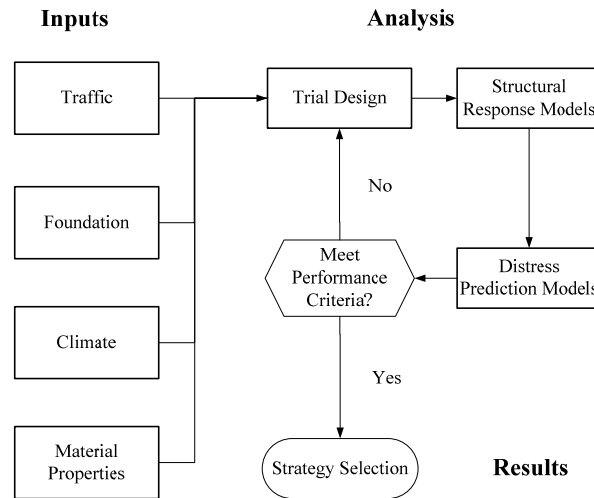 Inputs
Analysis
Traffic
Trial Design
Structural
Response Models
No
Foundation
Meet
Performance
Criteria?
Distress
Prediction Models
Climate
Yes
Material
Properties
Strategy Selection
Results